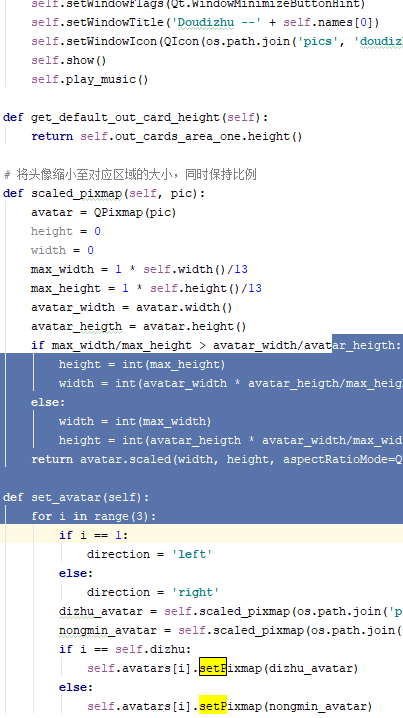 self.setWindowFlags(Qt.WindowMinimizeButtonHint)
self.setWindowTitle('Doudizhu --' + self.names[0])
self.setWindowIcon(QIcon(os.path.join('pics', 'doudiz
self.show()
self.play_music()
def get_default_out_card_height(self):
return self.out_cards_area_one.height()
# 将头像缩小至对应区域的大小，同时保持比例
def scaled_pixmap(self, pic):
avatar = QPixmap(pic)
height = 0
width = 0
max_width = 1 * self.width()/13
max_height = 1 * self.height()/13
avatar_width = avatar.width()
avatar_heigth = avatar.height()
if max_width/max_height > avatar_width/avatar_heigth:
height = int(max_height)
width = int(avatar_width * avatar_heigth/max_heig
else:
width = int(max_width)
height = int(avatar_heigth * avatar_width/max_wid
return avatar.scaled(width, height, aspectRatioMode=Q
def set_avatar(self):
for i in range(3):
if i == 1:
direction = 'left'
else:
direction = 'right'
dizhu_avatar = self.scaled_pixmap(os.path.join('p
nongmin_avatar = self.scaled_pixmap(os.path.join(
if i == self.dizhu:
self.avatars[i].setPixmap(dizhu_avatar)
else:
self.avatars[i].setPixmap(nongmin_avatar)